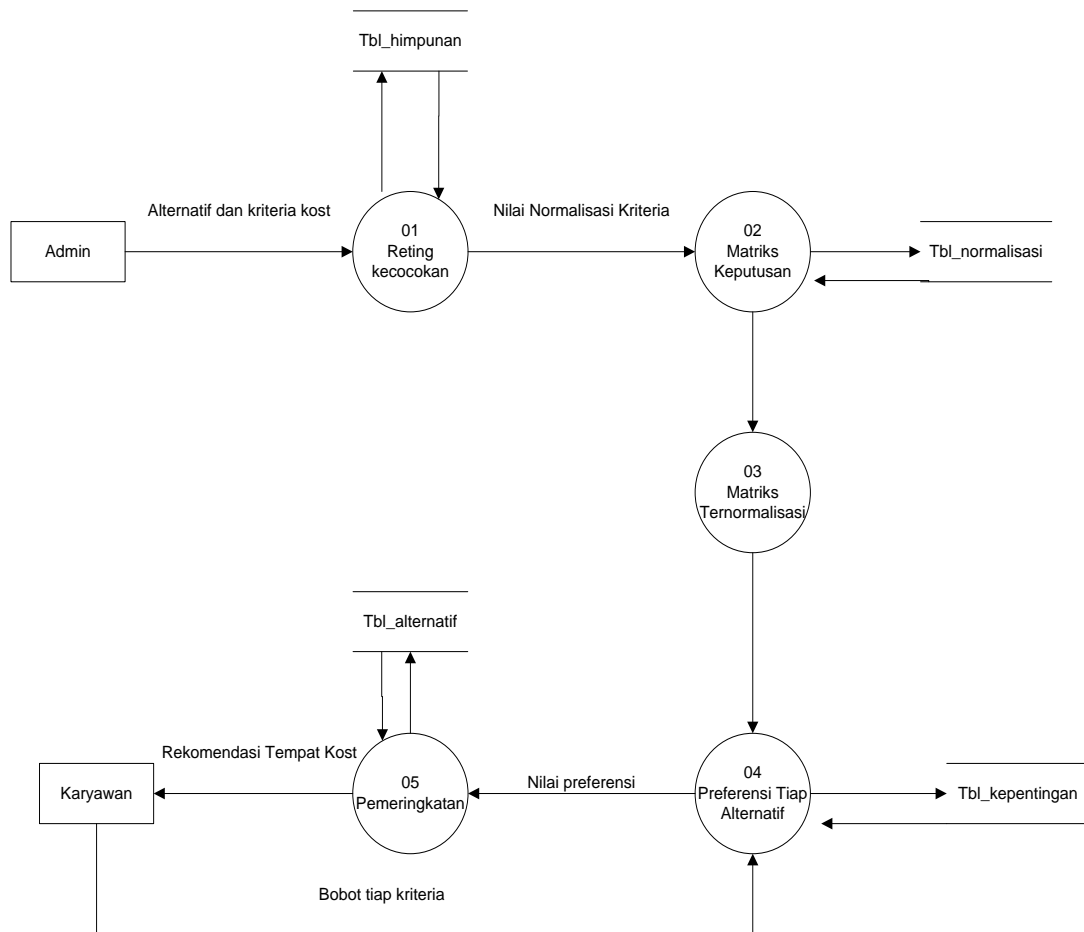 Tbl_himpunan
Alternatif dan kriteria kost
Nilai Normalisasi Kriteria
Admin
01
Reting
kecocokan
02
Matriks
Keputusan
Tbl_normalisasi
03
Matriks
Ternormalisasi
Tbl_alternatif
Rekomendasi Tempat Kost
Karyawan
05
Pemeringkatan
Nilai preferensi
04
Preferensi Tiap
Alternatif
Tbl_kepentingan
Bobot tiap kriteria